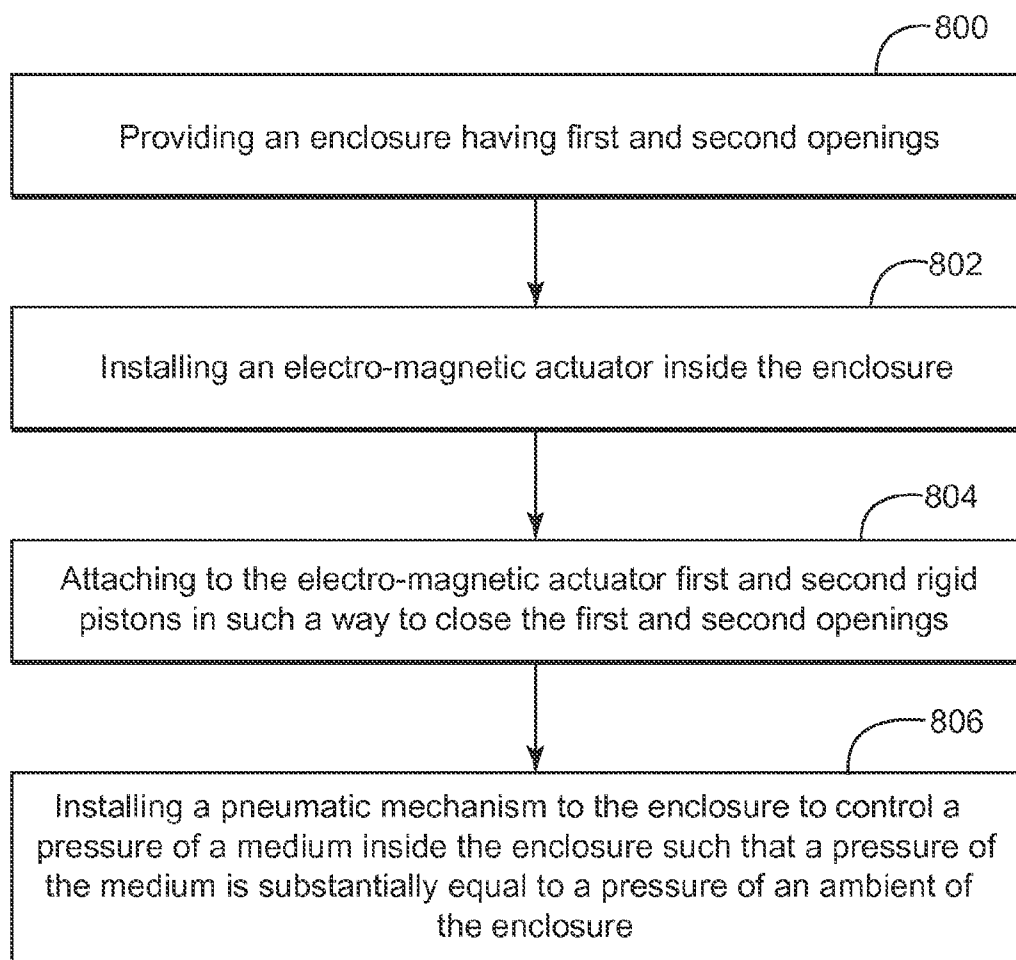 800
Providing an enclosure having first and second openings
802
Installing an electro-magnetic actuator inside the enclosure
804
Attaching to the electro-magnetic actuator first and second rigid
pistons in such a way to close the first and second openings
806
Installing a pneumatic mechanism to the enclosure to control a
pressure of a medium inside the enclosure such that a pressure of
the medium is substantially equal to a pressure of an ambient of
the enclosure